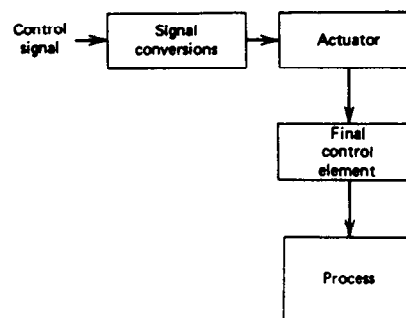 Control
signal
Signal
conversions
Actuator
Final
control
element
Process